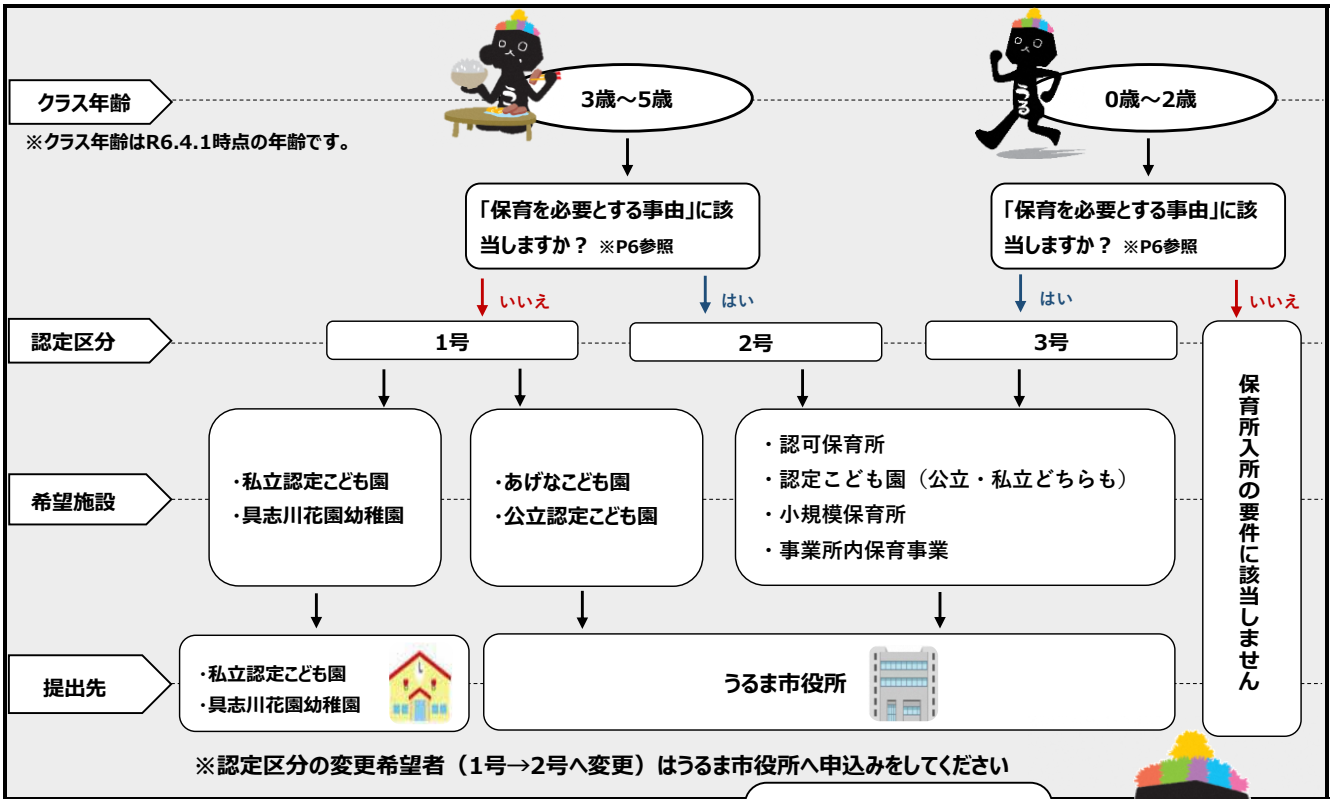 クラス年齢
3歳～5歳
0歳～2歳
※クラス年齢はR6.4.1時点の年齢です。
「保育を必要とする事由」に該
当しますか？ ※P6参照
「保育を必要とする事由」に該
当しますか？ ※P6参照
いいえ
はい
はい
いいえ
認定区分
1号
2号
3号
保育所入所の要件に該当しません
希望施設
・私立認定こども園
・具志川花園幼稚園
・あげなこども園
・公立認定こども園
・認可保育所
・認定こども園（公立・私立どちらも）
・小規模保育所
・事業所内保育事業
提出先
・私立認定こども園
・具志川花園幼稚園
うるま市役所
※認定区分の変更希望者（1号→2号へ変更）はうるま市役所へ申込みをしてください
う
うる